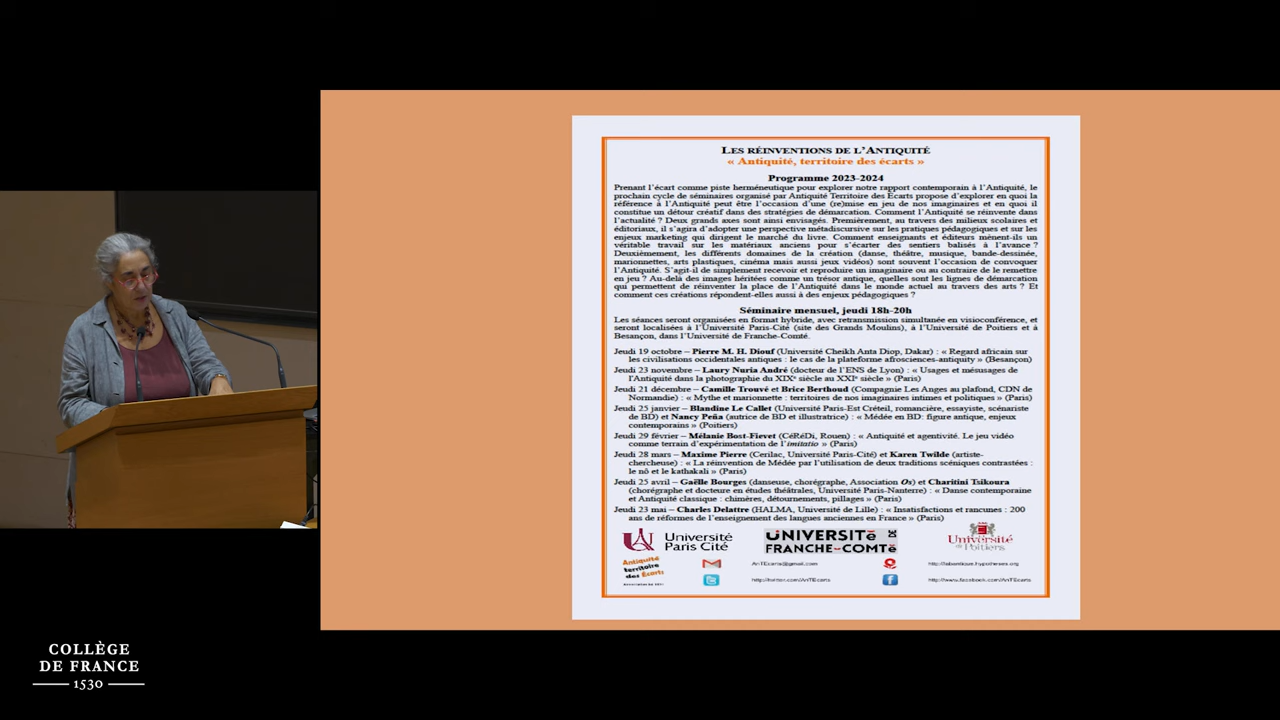 LES RÉINVENTIONS DE L'ANTIQUITÉ
« Antiquité, territoire des écarts »
Programme 2023-2024
Prenant l'écart comme piste herméneutique pour explorer notre rapport contemporain à l'Antiquité, le
prochain cycle de séminaires organisé par Antiquité Territoire des Écarts propose d'explorer en quoi la
référence à l'Antiquité peut être l'occasion d'une (re)mise en jeu de nos imaginaires et en quoi il
constitue un détour créatif dans des stratégies de démarcation. Comment l'Antiquité se réinvente dans
l'actualité ? Deux grands axes sont ainsi envisagés. Premièrement, au travers des milieux scolaires et
éditoriaux, il s'agira d'adopter une perspective métadiscursive sur les pratiques pédagogiques et sur les
enjeux marketing qui dirigent le marché du livre. Comment enseignants et éditeurs mènent-ils un
véritable travail sur les matériaux anciens pour s'écarter des sentiers balisés à l'avance ?
Deuxièmement, les différents domaines de la création (danse, théâtre, musique, bande-dessinée,
marionnettes, arts plastiques, cinéma mais aussi jeux vidéos) sont souvent l'occasion de convoquer
l'Antiquité. S'agit-il de simplement recevoir et reproduire un imaginaire ou au contraire de le remettre
en jeu ? Au-delà des images héritées comme un trésor antique, quelles sont les lignes de démarcation
qui permettent de réinventer la place de l'Antiquité dans le monde actuel au travers des arts ? Et
comment ces créations répondent-elles aussi à des enjeux pédagogiques ?
Séminaire mensuel, jeudi 18h-20h
Les séances seront organisées en format hybride, avec retransmission simultanée en visioconférence, et
seront localisées à l'Université Paris-Cité (site des Grands Moulins), à l'Université de Poitiers et à
Besançon, dans l'Université de Franche-Comté.
Jeudi 19 octobre – Pierre M. H. Diouf (Université Cheikh Anta Diop, Dakar) : « Regard africain sur
les civilisations occidentales antiques : le cas de la plateforme afrosciences-antiquity » (Besançon)
Jeudi 23 novembre – Laury Nuria André (docteur de l'ENS de Lyon) : « Usages et mésusages de
l'Antiquité dans la photographie du XIXe siècle au XXIe siècle » (Paris)
Jeudi 21 décembre – Camille Trouvé et Brice Berthoud (Compagnie Les Anges au plafond, CDN de
Normandie) : « Mythe et marionnette : territoires de nos imaginaires intimes et politiques » (Paris)
Jeudi 25 janvier – Blandine Le Callet (Université Paris-Est Créteil, romancière, essayiste, scénariste
de BD) et Nancy Peña (autrice de BD et illustratrice) : « Médée en BD: figure antique, enjeux
contemporains » (Poitiers)
Jeudi 29 février – Mélanie Bost-Fievet (CéRéDi, Rouen) : « Antiquité et agentivité. Le jeu vidéo
comme terrain d'expérimentation de l'imitatio » (Paris)
Jeudi 28 mars – Maxime Pierre (Cerilac, Université Paris-Cité) et Karen Twilde (artiste-
chercheuse) : « La réinvention de Médée par l'utilisation de deux traditions scéniques contrastées :
le nô et le kathakali » (Paris)
Jeudi 25 avril – Gaëlle Bourges (danseuse, chorégraphe, Association Os) et Charitini Tsikoura
(chorégraphe et docteur en études théâtrales, Université Paris-Nanterre) : « Danse contemporaine
et Antiquité classique : chimères, détournements, pillages » (Paris)
Jeudi 23 mai – Charles Delattre (HALMA, Université de Lille) : « Insatisfactions et rancunes : 200
ans de réformes de l'enseignement des langues anciennes en France » (Paris)
Université
Paris Cité
UNIVERSITÉ DE
FRANCHE-COMTÉ
Université
de Poitiers
Antiquité
territoire
des Écarts
AnTEcarts@gmail.com
http://labantique.hypotheses.org
http://twitter.com/AnTEcarts
http://www.facebook.com/AnTEcarts
COLLÈGE
DE FRANCE
1530